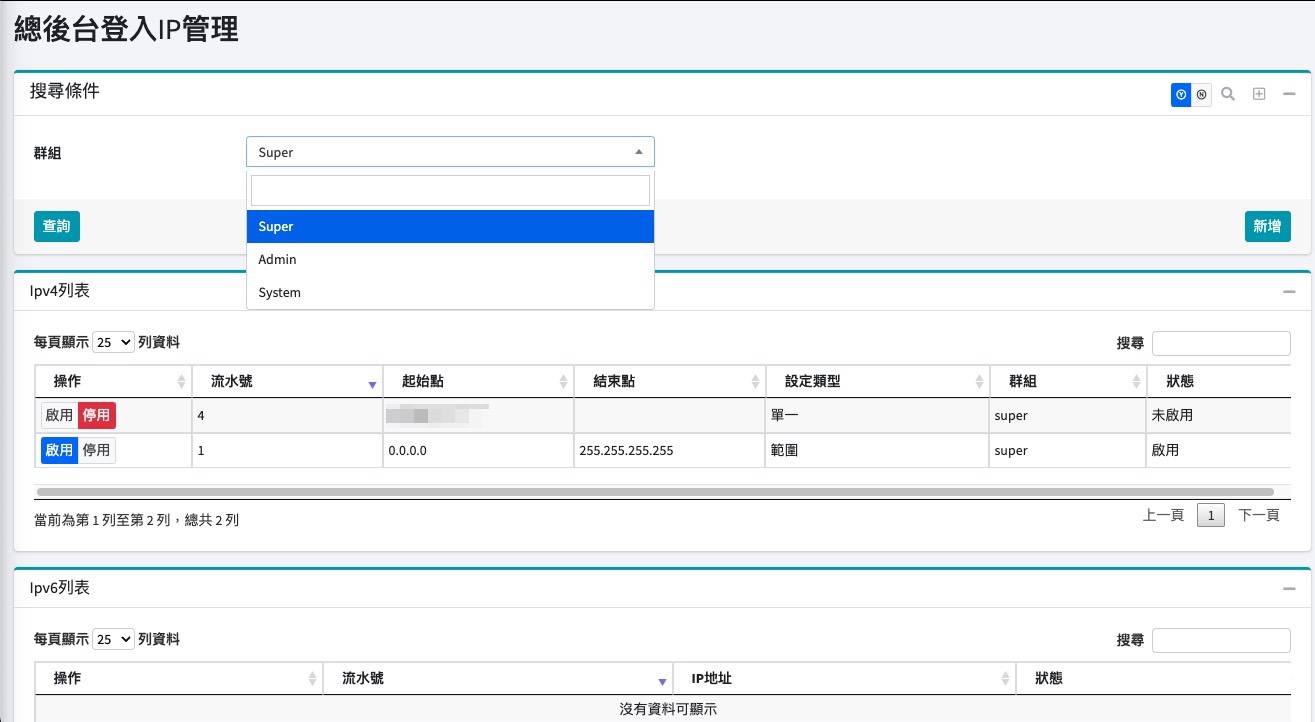 總後台登入IP管理
搜尋條件
Y N
群組 Super
Super
Admin
System
查詢 新增
Ipv4列表
每頁顯示 25 列資料 搜尋
操作 流水號 起始點 結束點 設定類型 群組 狀態
啟用 停用 4 單一 super 未啟用
啟用 停用 1 0.0.0.0 255.255.255.255 範圍 super 啟用
當前為第 1 列至第 2 列，總共 2 列 上一頁 1 下一頁
Ipv6列表
每頁顯示 25 列資料 搜尋
操作 流水號 IP地址 狀態
沒有資料可顯示